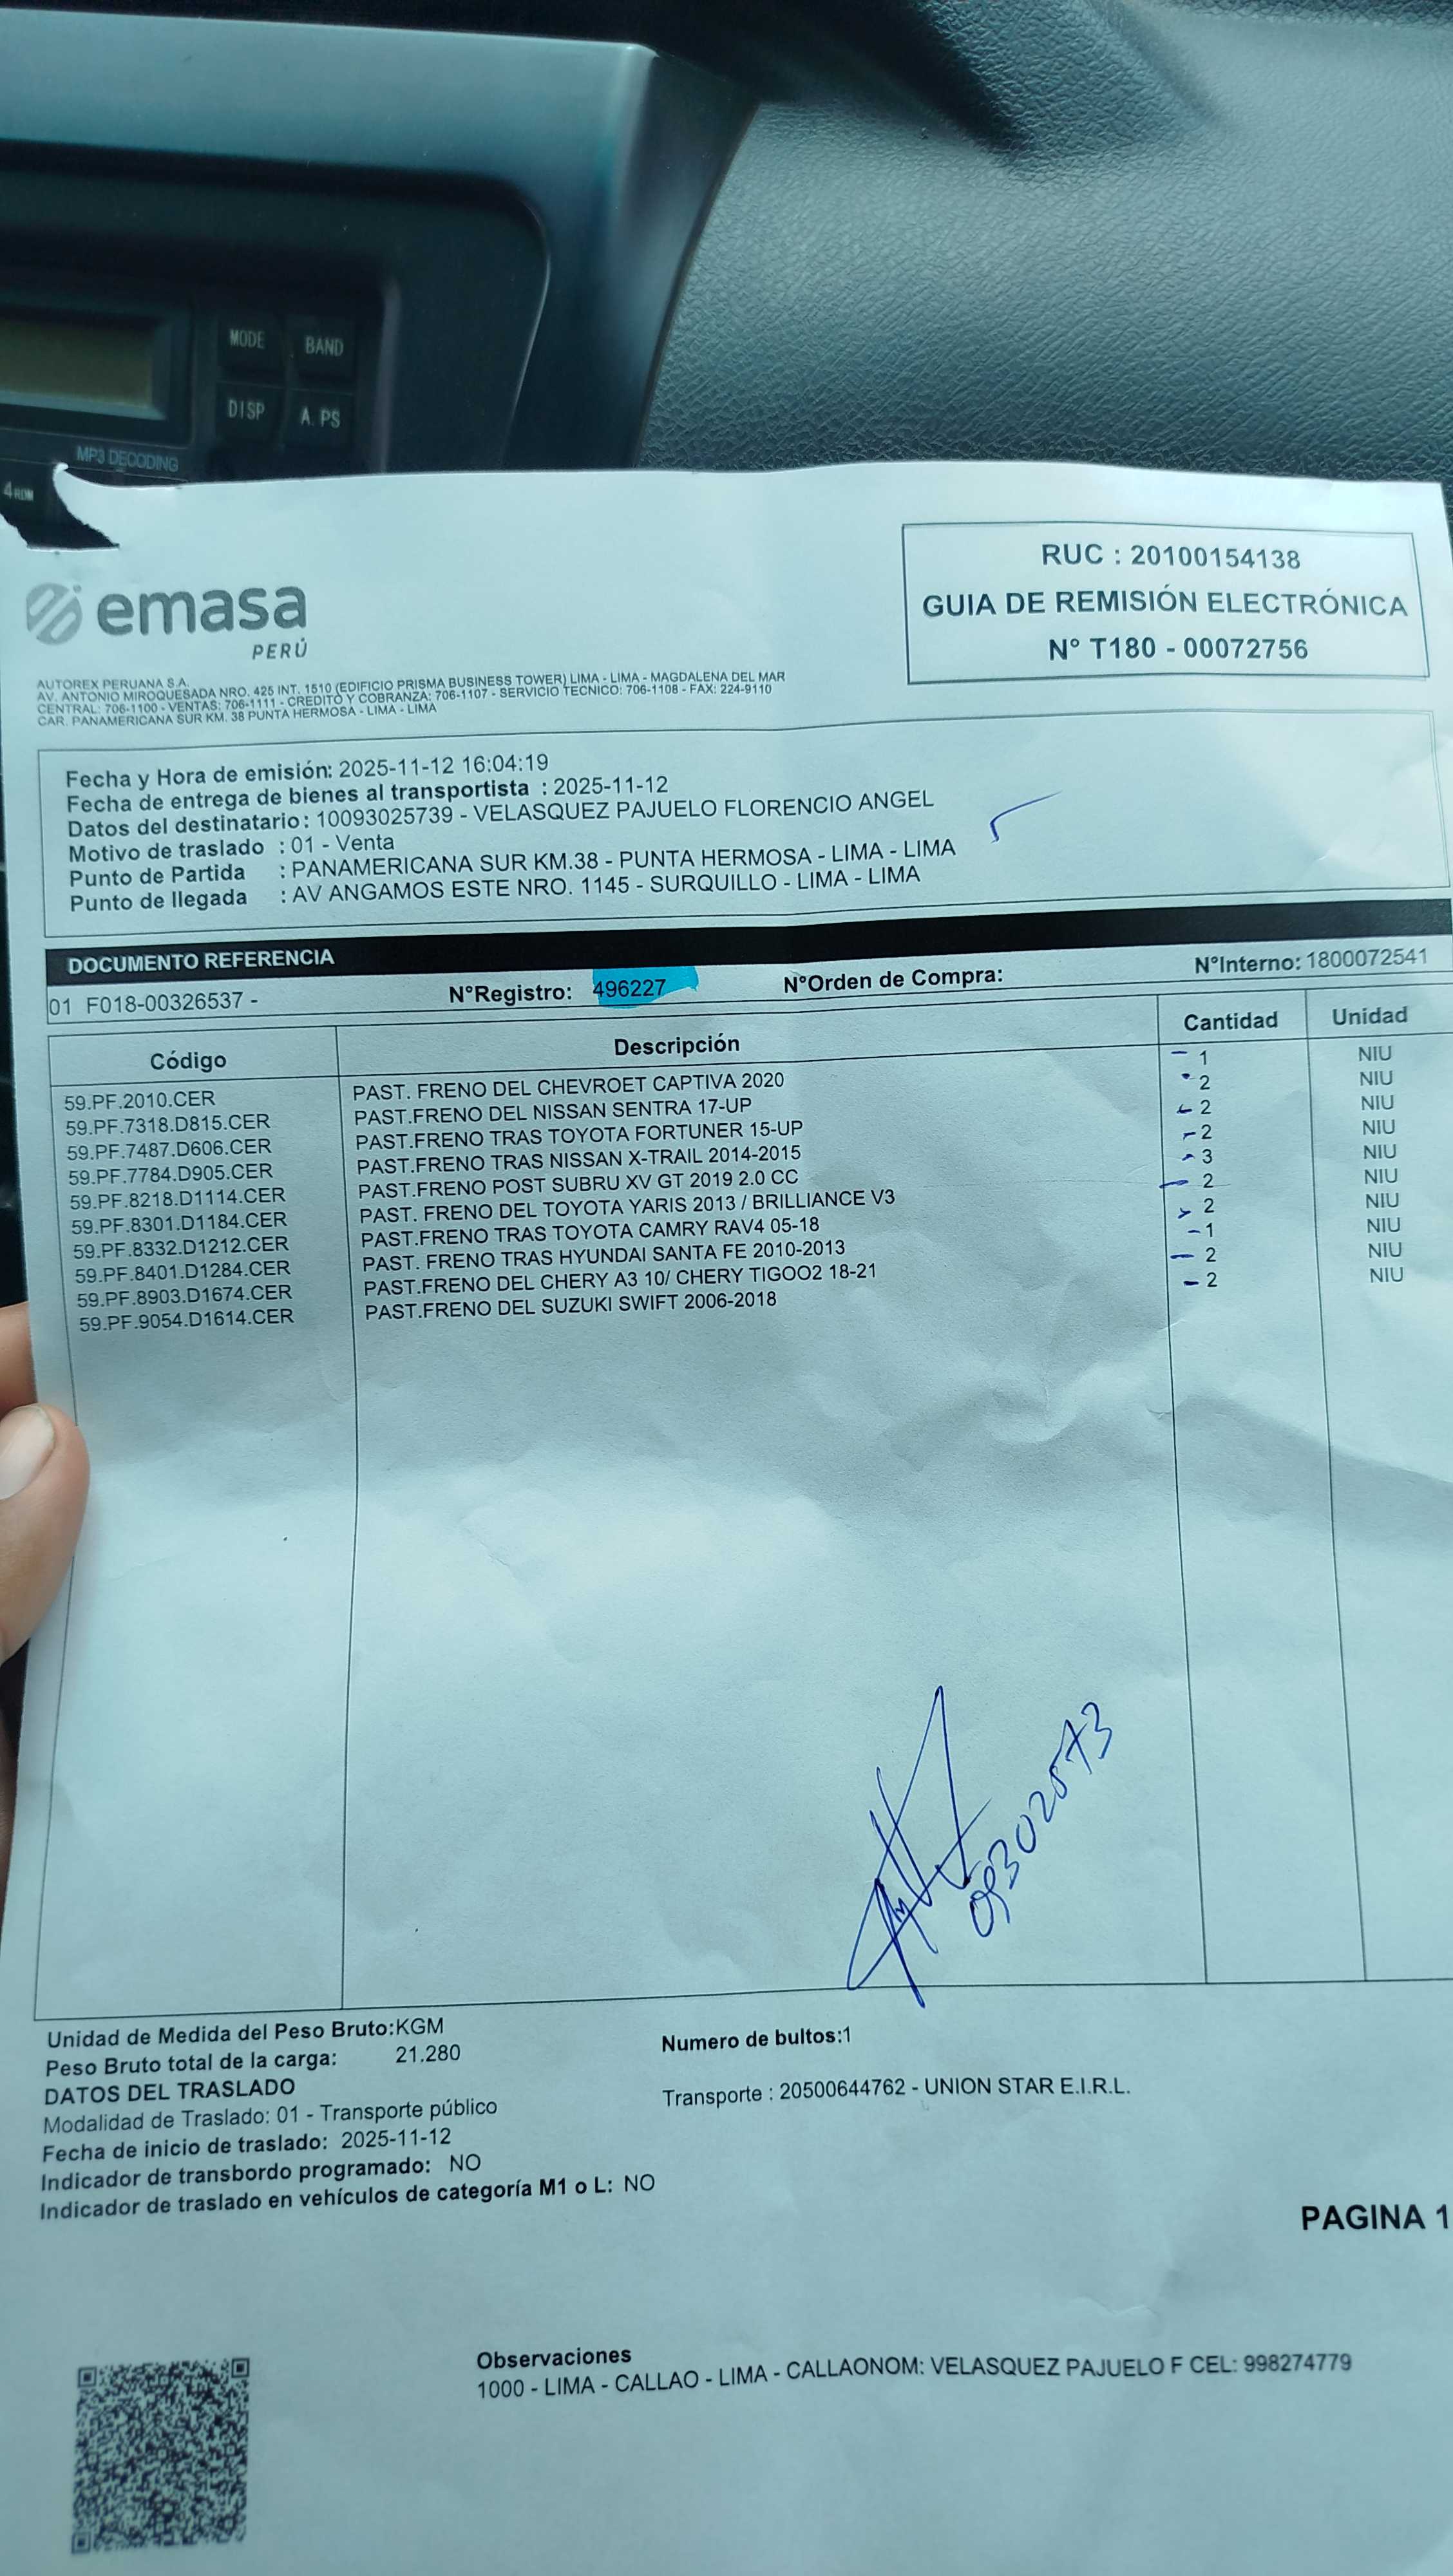 MODE BAND
DISP A. PS
MP3 DECODING
4 RDM
emasa
PERÚ
RUC : 20100154138
GUIA DE REMISIÓN ELECTRÓNICA
N° T180 - 00072756
AUTOREX PERUANA S.A.
AV. ANTONIO MIROQUESADA NRO. 425 INT. 1510 (EDIFICIO PRISMA BUSINESS TOWER) LIMA - LIMA - MAGDALENA DEL MAR
CENTRAL: 706-1100 - VENTAS: 706-1111 - CREDITO Y COBRANZA: 706-1107 - SERVICIO TECNICO: 706-1108 - FAX: 224-9110
CAR. PANAMERICANA SUR KM. 38 PUNTA HERMOSA - LIMA - LIMA
Fecha y Hora de emisión: 2025-11-12 16:04:19
Fecha de entrega de bienes al transportista : 2025-11-12
Datos del destinatario: 10093025739 - VELASQUEZ PAJUELO FLORENCIO ANGEL
Motivo de traslado : 01 - Venta
Punto de Partida : PANAMERICANA SUR KM.38 - PUNTA HERMOSA - LIMA - LIMA
Punto de llegada : AV ANGAMOS ESTE NRO. 1145 - SURQUILLO - LIMA - LIMA
DOCUMENTO REFERENCIA
01 F018-00326537 - N°Registro: 496227 N°Orden de Compra: N°Interno: 1800072541
Código Descripción Cantidad Unidad
59.PF.2010.CER PAST. FRENO DEL CHEVROET CAPTIVA 2020 1 NIU
59.PF.7318.D815.CER PAST.FRENO DEL NISSAN SENTRA 17-UP 2 NIU
59.PF.7487.D606.CER PAST.FRENO TRAS TOYOTA FORTUNER 15-UP 2 NIU
59.PF.7784.D905.CER PAST.FRENO TRAS NISSAN X-TRAIL 2014-2015 2 NIU
59.PF.8218.D1114.CER PAST.FRENO POST SUBRU XV GT 2019 2.0 CC 3 NIU
59.PF.8301.D1184.CER PAST. FRENO DEL TOYOTA YARIS 2013 / BRILLIANCE V3 2 NIU
59.PF.8332.D1212.CER PAST.FRENO TRAS TOYOTA CAMRY RAV4 05-18 2 NIU
59.PF.8401.D1284.CER PAST. FRENO TRAS HYUNDAI SANTA FE 2010-2013 1 NIU
59.PF.8903.D1674.CER PAST.FRENO DEL CHERY A3 10/ CHERY TIGOO2 18-21 2 NIU
59.PF.9054.D1614.CER PAST.FRENO DEL SUZUKI SWIFT 2006-2018 2 NIU
Unidad de Medida del Peso Bruto:KGM
Peso Bruto total de la carga: 21.280
Numero de bultos:1
DATOS DEL TRASLADO
Modalidad de Traslado: 01 - Transporte público
Transporte : 20500644762 - UNION STAR E.I.R.L.
Fecha de inicio de traslado: 2025-11-12
Indicador de transbordo programado: NO
Indicador de traslado en vehículos de categoría M1 o L: NO
PAGINA 1
Observaciones
1000 - LIMA - CALLAO - LIMA - CALLAONOM: VELASQUEZ PAJUELO F CEL: 998274779